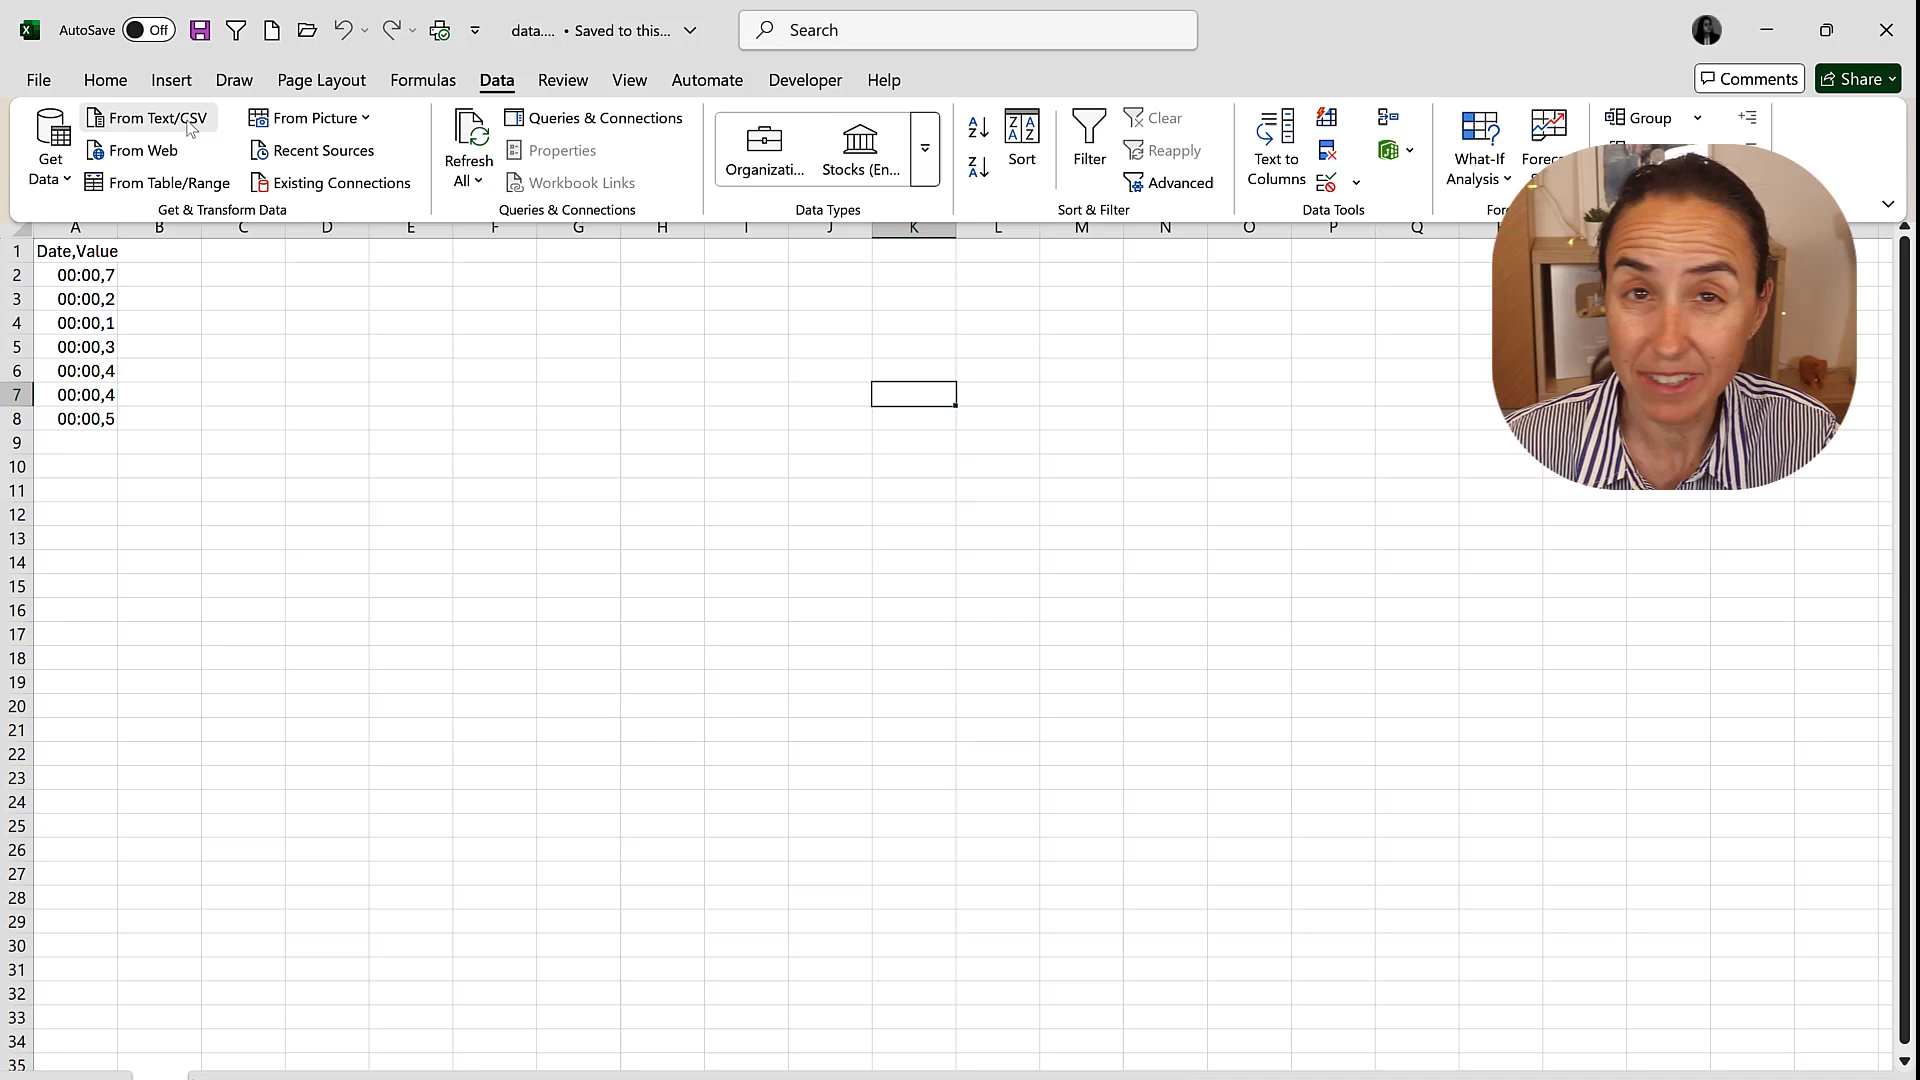 AutoSave Off data.... • Saved to this... Search
File Home Insert Draw Page Layout Formulas Data Review View Automate Developer Help Comments Share
Get Data
From Text/CSV
From Web
From Table/Range
From Picture
Recent Sources
Existing Connections
Get & Transform Data
Refresh All
Queries & Connections
Properties
Workbook Links
Queries & Connections
Organizati...
Stocks (En...
Data Types
Sort
Filter
Clear
Reapply
Advanced
Sort & Filter
Text to Columns
Data Tools
What-If Analysis
Group
A B C D E F G H I J K L M N O P Q
1 Date,Value
2 00:00,7
3 00:00,2
4 00:00,1
5 00:00,3
6 00:00,4
7 00:00,4
8 00:00,5
9
10
11
12
13
14
15
16
17
18
19
20
21
22
23
24
25
26
27
28
29
30
31
32
33
34
35